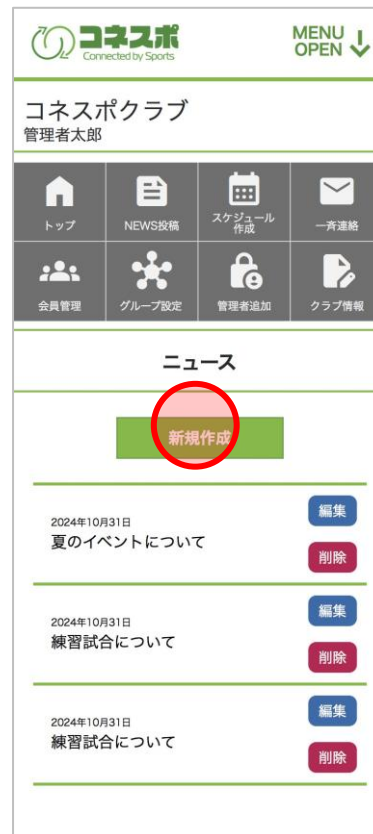 コネスポ
Connected by Sports
MENU
OPEN
コネスポクラブ
管理者太郎
トップ
NEWS投稿
スケジュール
作成
一斉連絡
会員管理
グループ設定
管理者追加
クラブ情報
ニュース
新規作成
2024年10月31日
夏のイベントについて
編集
削除
2024年10月31日
練習試合について
編集
削除
2024年10月31日
練習試合について
編集
削除